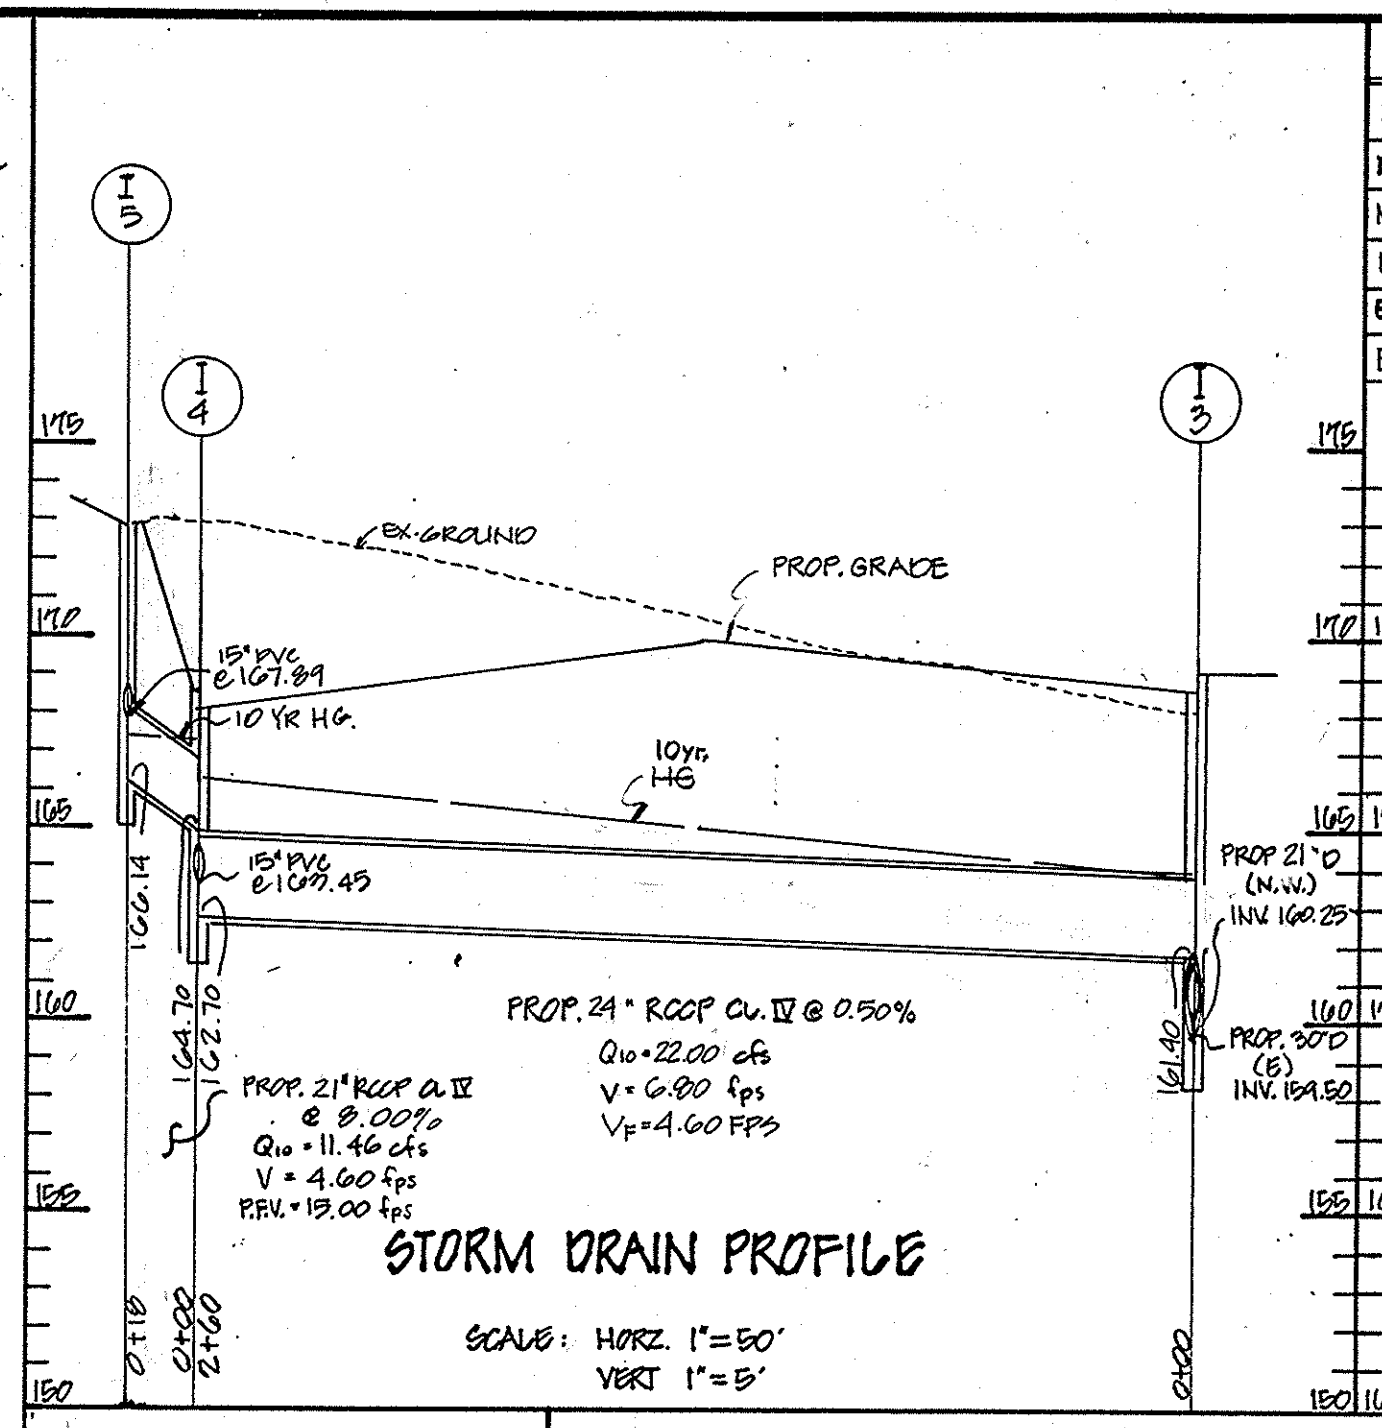 I
5
I
4
I
3
175
175
EX. GROUND
PROP. GRADE
170
170
15" PVC
@ 167.89
10 YR HG.
10yr.
HG
165
165
166.14
15" PVC
@ 163.45
PROP 21"D
(N.W.)
INV. 160.25
160
160
164.70
162.70
161.40
PROP. 24" RCCP CL. IV @ 0.50%
Q10 = 22.00 cfs
V = 6.80 fps
VF = 4.60 FPS
PROP. 30"D
(E)
INV. 159.50
PROP. 21" RCCP CL IV
@ 8.00%
Q10 = 11.46 cfs
V = 4.60 fps
P.F.V. = 15.00 fps
155
155
STORM DRAIN PROFILE
SCALE: HORZ. 1"=50'
VERT 1"=5'
0+18
0+00
2+60
0+00
150
150